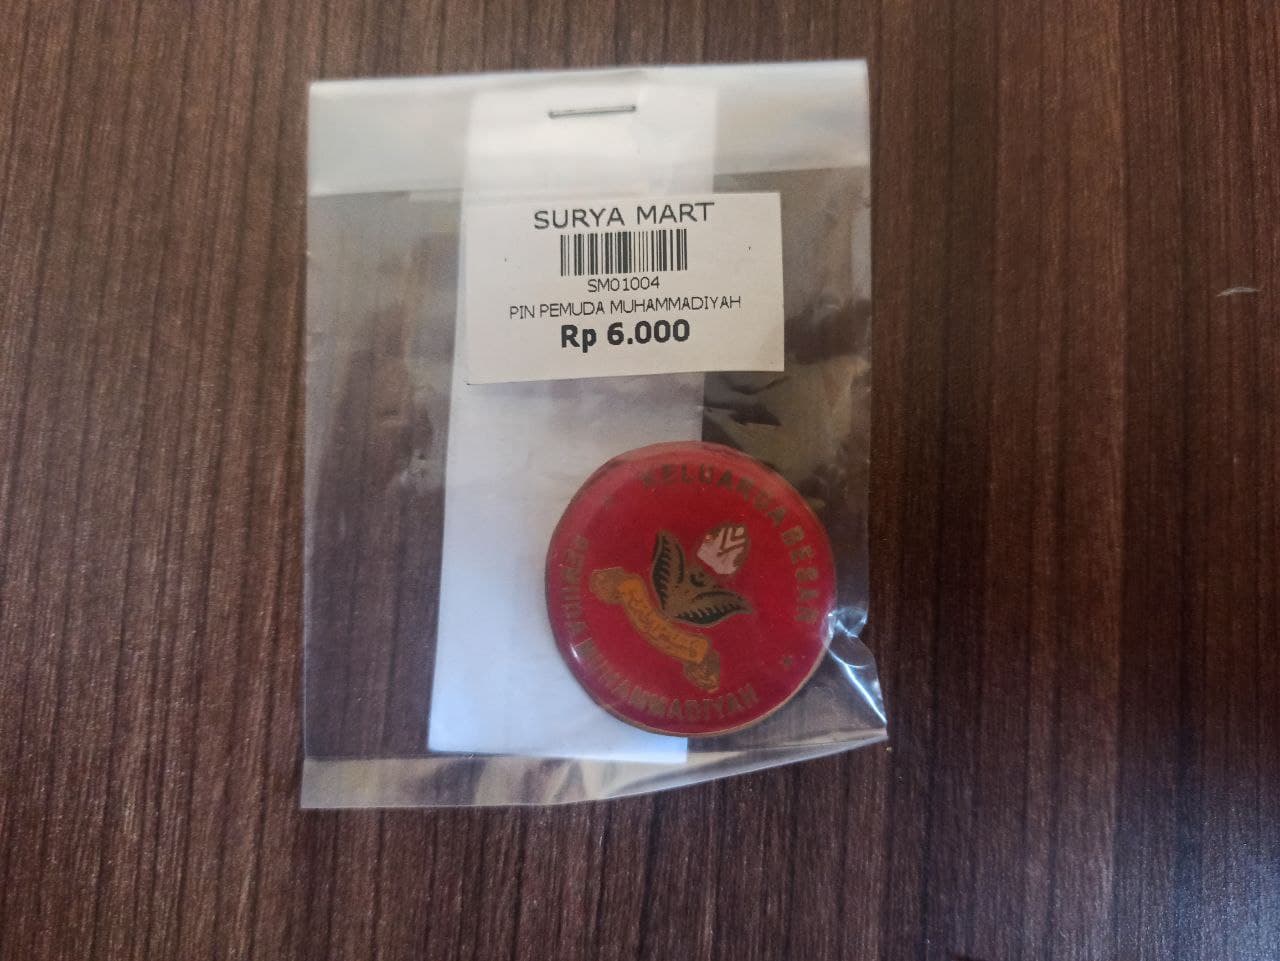 SURYA MART
SM01004
PIN PEMUDA MUHAMMADIYAH
Rp 6.000
KELUARGA BESAR
PEMUDA MUHAMMADIYAH